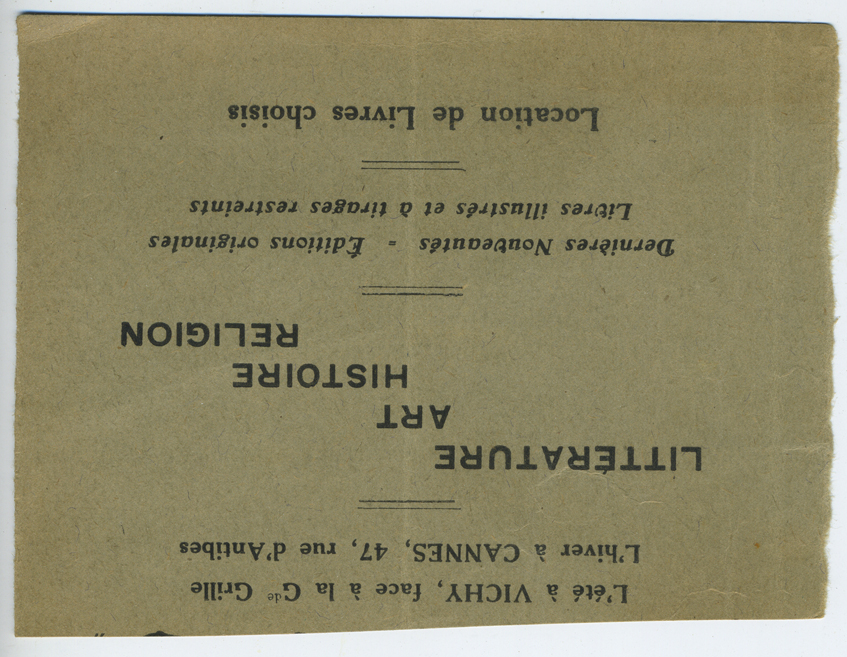 L'été à VICHY, face à la Gde Grille
L'hiver à CANNES, 47, rue d'Antibes
LITTÉRATURE
ART
HISTOIRE
RELIGION
Dernières Nouveautés - Éditions originales
Livres illustrés et à tirages restreints
Location de Livres choisis